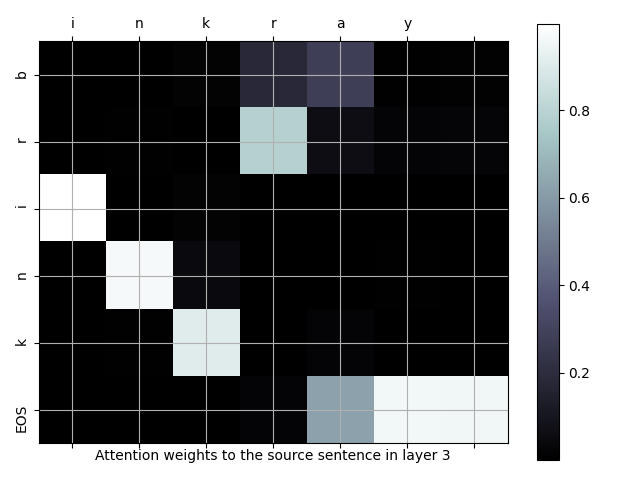 i n k r a y
b
r
i
n
k
EOS
0.8
0.6
0.4
0.2
Attention weights to the source sentence in layer 3